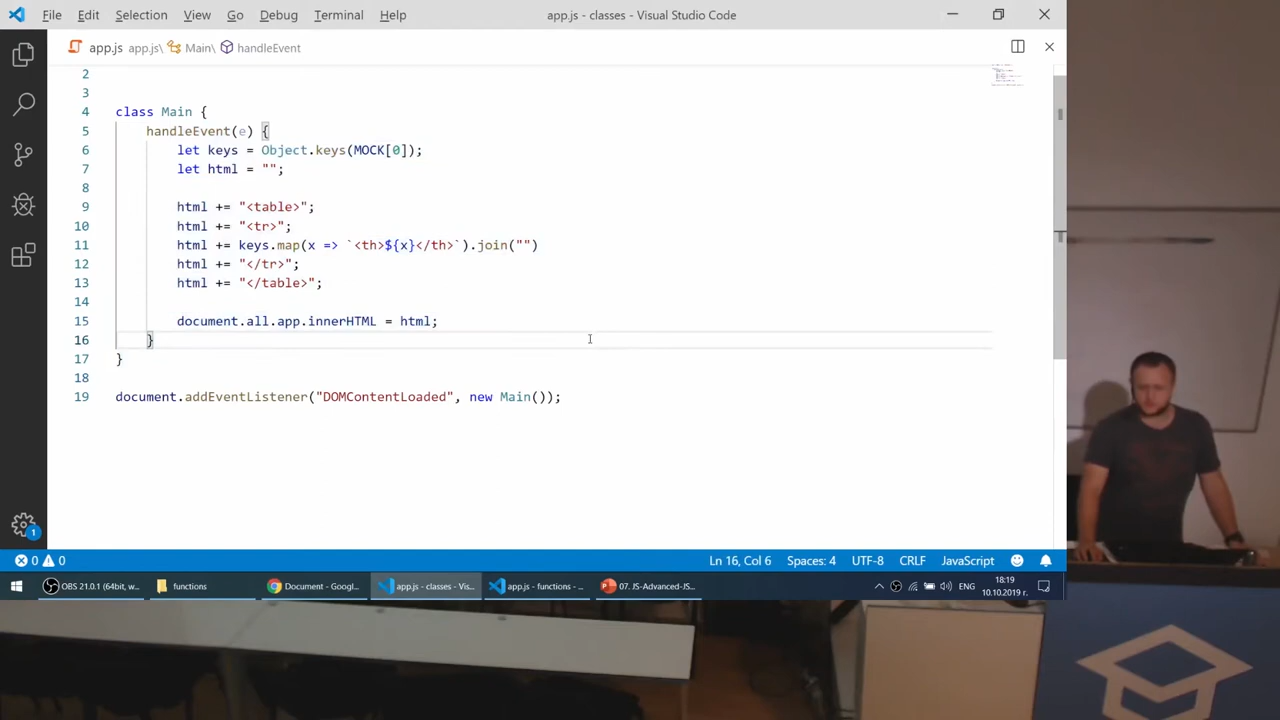 File Edit Selection View Go Debug Terminal Help app.js - classes - Visual Studio Code
app.js app.js\ Main\ handleEvent
2
3
4 class Main {
5 handleEvent(e) {
6 let keys = Object.keys(MOCK[0]);
7 let html = "";
8
9 html += "<table>";
10 html += "<tr>";
11 html += keys.map(x => `<th>${x}</th>`).join("")
12 html += "</tr>";
13 html += "</table>";
14
15 document.all.app.innerHTML = html;
16 }
17 }
18
19 document.addEventListener("DOMContentLoaded", new Main());
1
0 0 Ln 16, Col 6 Spaces: 4 UTF-8 CRLF JavaScript
OBS 21.0.1 (64bit, w... functions Document - Googl... app.js - classes - Vis... app.js - functions - ... 07. JS-Advanced-JS... ЕНГ 18:19
10.10.2019 г.